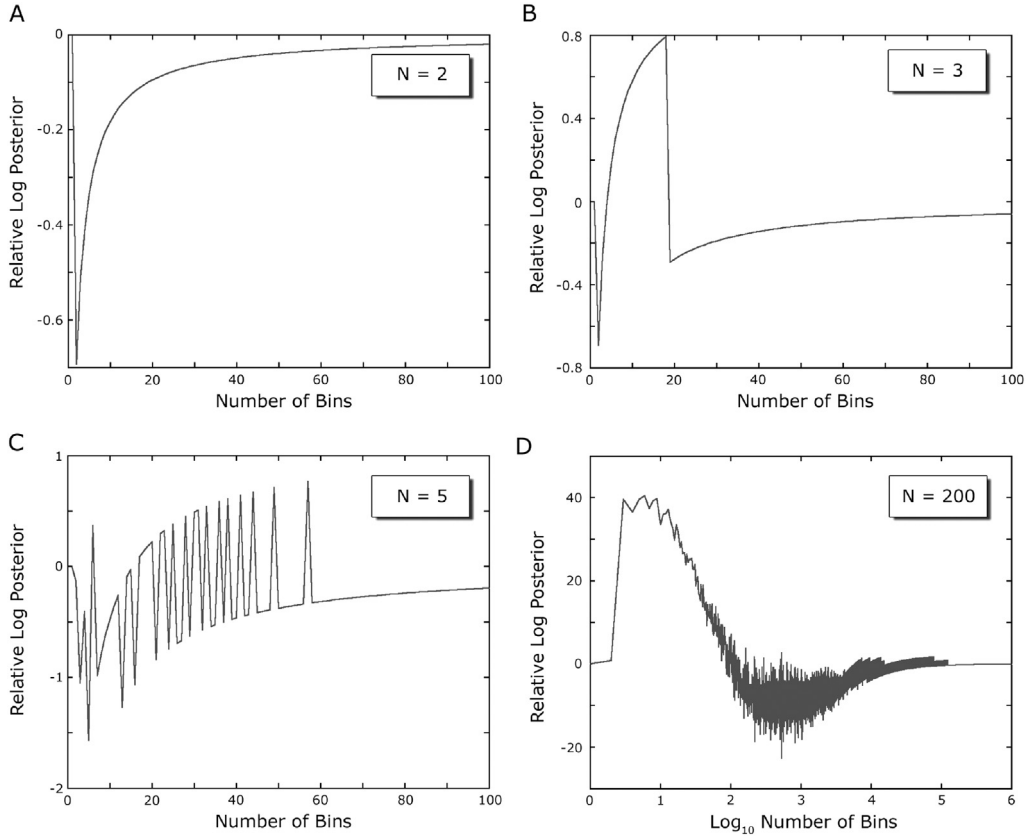 A
0
-0.2
-0.4
-0.6
Relative Log Posterior
N = 2
0 20 40 60 80 100
Number of Bins
B
0.8
0.4
0
-0.4
-0.8
Relative Log Posterior
N = 3
0 20 40 60 80 100
Number of Bins
C
1
0
-1
-2
Relative Log Posterior
N = 5
0 20 40 60 80 100
Number of Bins
D
40
20
0
-20
Relative Log Posterior
N = 200
0 1 2 3 4 5 6
Log10 Number of Bins